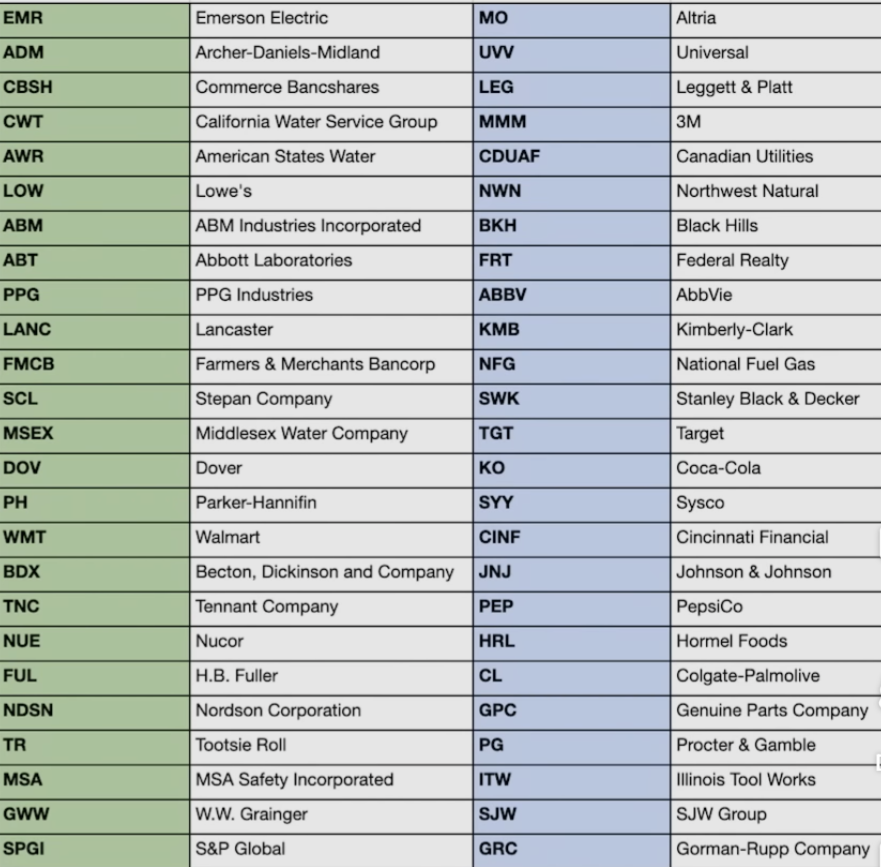 EMR Emerson Electric MO Altria
ADM Archer-Daniels-Midland UVV Universal
CBSH Commerce Bancshares LEG Leggett & Platt
CWT California Water Service Group MMM 3M
AWR American States Water CDUAF Canadian Utilities
LOW Lowe's NWN Northwest Natural
ABM ABM Industries Incorporated BKH Black Hills
ABT Abbott Laboratories FRT Federal Realty
PPG PPG Industries ABBV AbbVie
LANC Lancaster KMB Kimberly-Clark
FMCB Farmers & Merchants Bancorp NFG National Fuel Gas
SCL Stepan Company SWK Stanley Black & Decker
MSEX Middlesex Water Company TGT Target
DOV Dover KO Coca-Cola
PH Parker-Hannifin SYY Sysco
WMT Walmart CINF Cincinnati Financial
BDX Becton, Dickinson and Company JNJ Johnson & Johnson
TNC Tennant Company PEP PepsiCo
NUE Nucor HRL Hormel Foods
FUL H.B. Fuller CL Colgate-Palmolive
NDSN Nordson Corporation GPC Genuine Parts Company
TR Tootsie Roll PG Procter & Gamble
MSA MSA Safety Incorporated ITW Illinois Tool Works
GWW W.W. Grainger SJW SJW Group
SPGI S&P Global GRC Gorman-Rupp Company